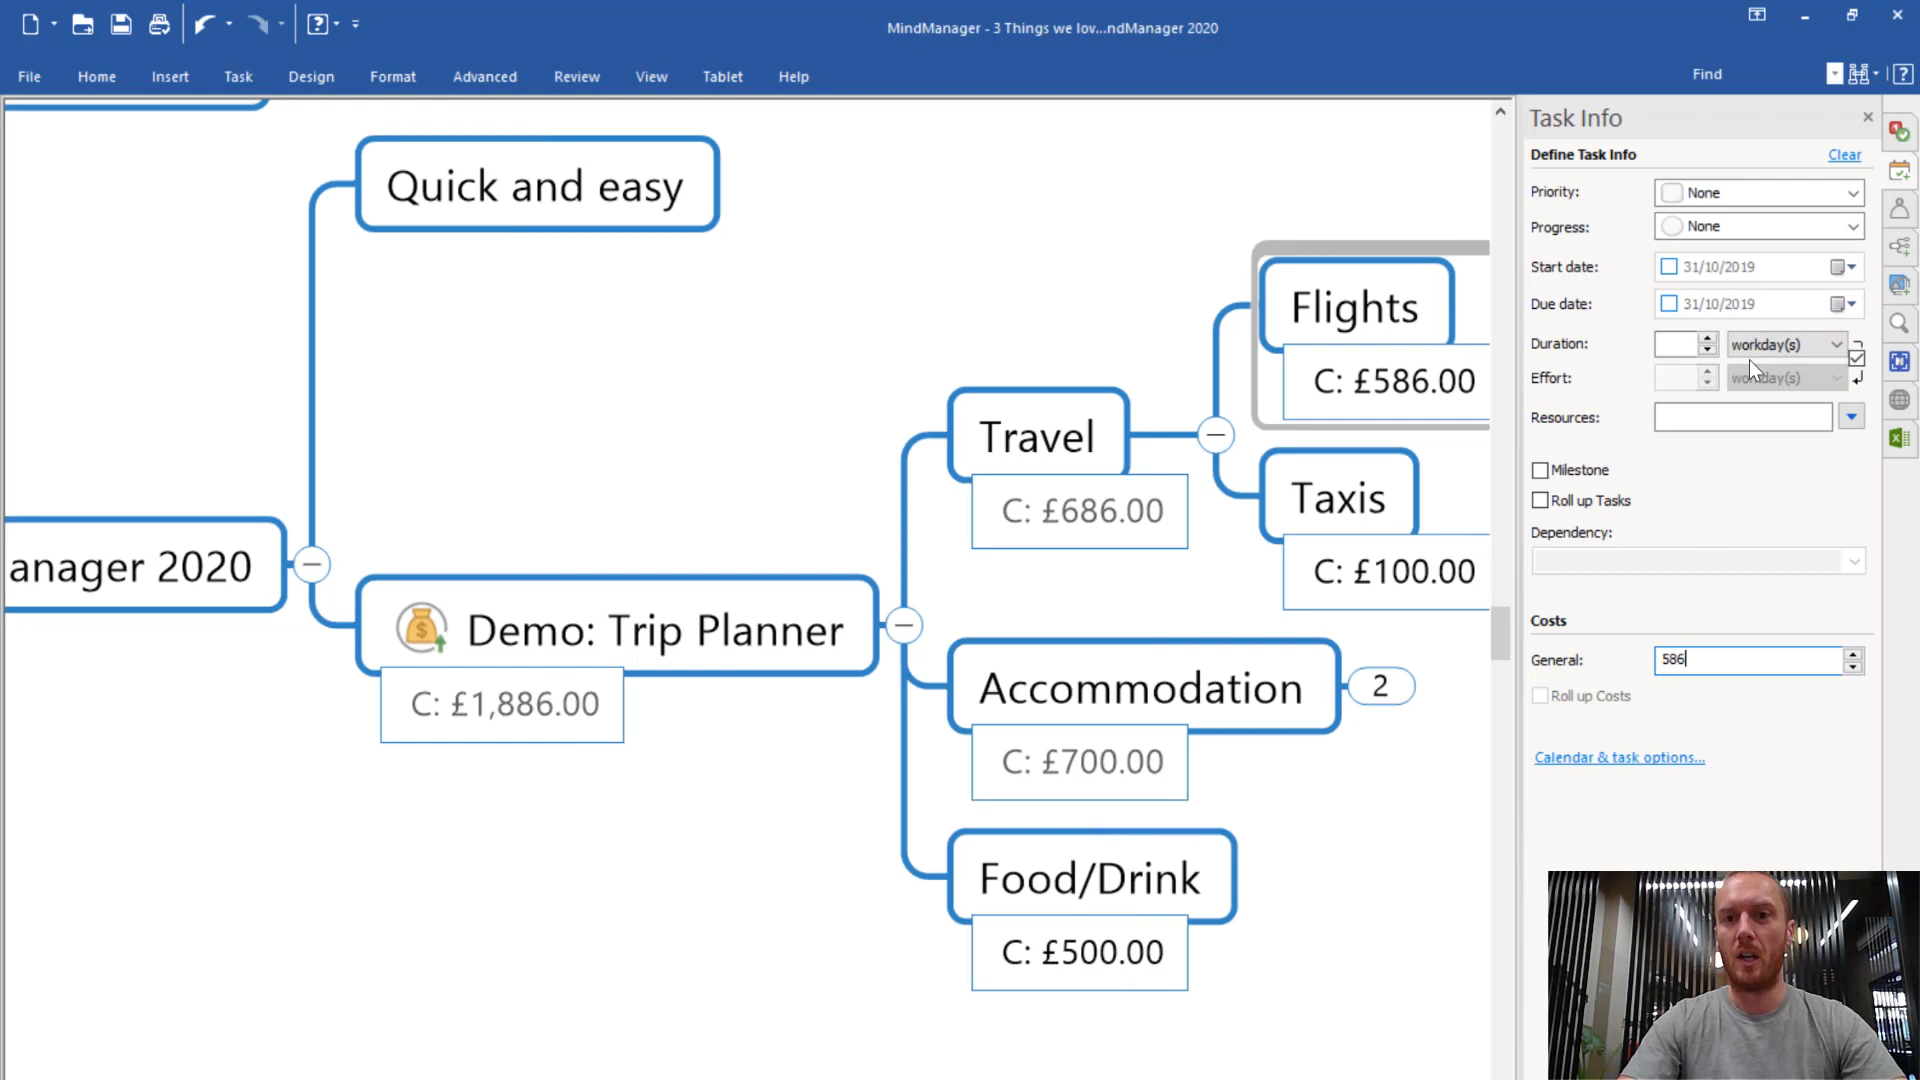 MindManager - 3 Things we lov...ndManager 2020
File
Home
Insert
Task
Design
Format
Advanced
Review
View
Tablet
Help
Find
Quick and easy
anager 2020
Demo: Trip Planner
C: £1,886.00
Travel
C: £686.00
Flights
C: £586.00
Taxis
C: £100.00
Accommodation
2
C: £700.00
Food/Drink
C: £500.00
Task Info
Define Task Info
Clear
Priority:
None
Progress:
None
Start date:
31/10/2019
Due date:
31/10/2019
Duration:
workday(s)
Effort:
workday(s)
Resources:
Milestone
Roll up Tasks
Dependency:
Costs
General:
586
Roll up Costs
Calendar & task options...